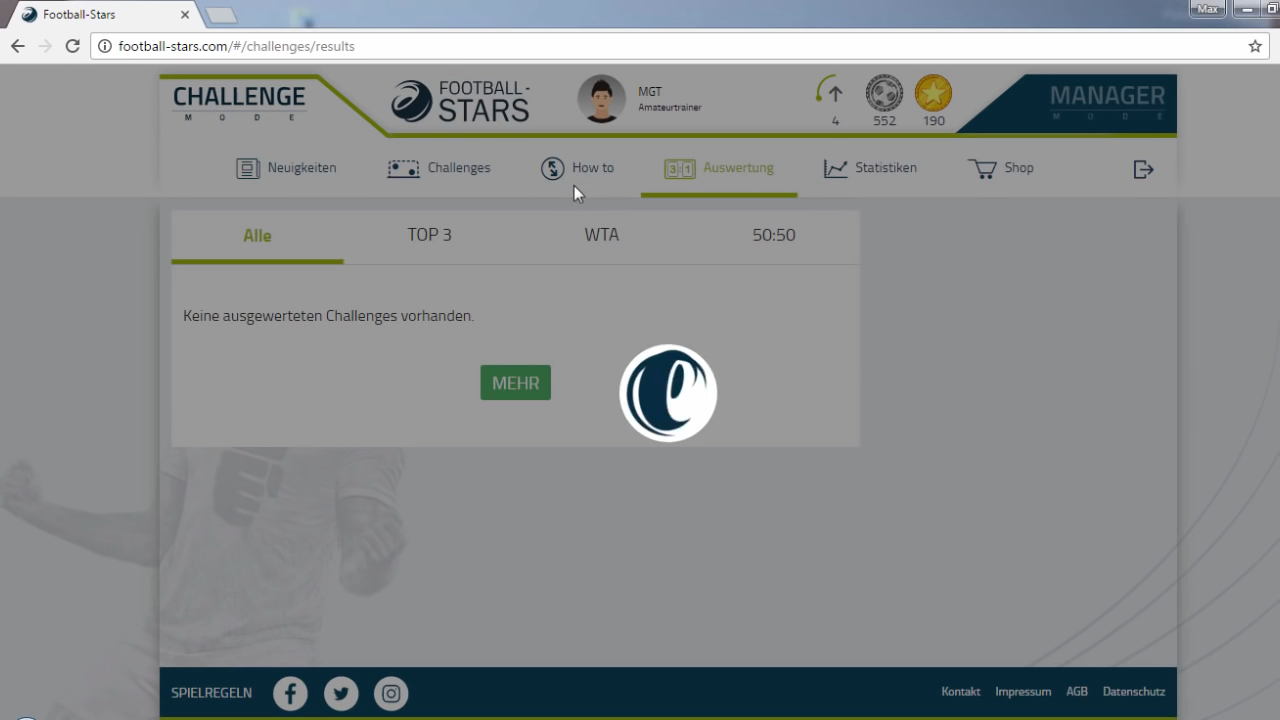 Football-Stars
Max
football-stars.com/#/challenges/results
CHALLENGE
MODE
FOOTBALL-
STARS
MGT
Amateurtrainer
4
552
190
MANAGER
MODE
Neuigkeiten
Challenges
How to
3:1 Auswertung
Statistiken
Shop
Alle
TOP 3
WTA
50:50
Keine ausgewerteten Challenges vorhanden.
MEHR
SPIELREGELN
Kontakt
Impressum
AGB
Datenschutz